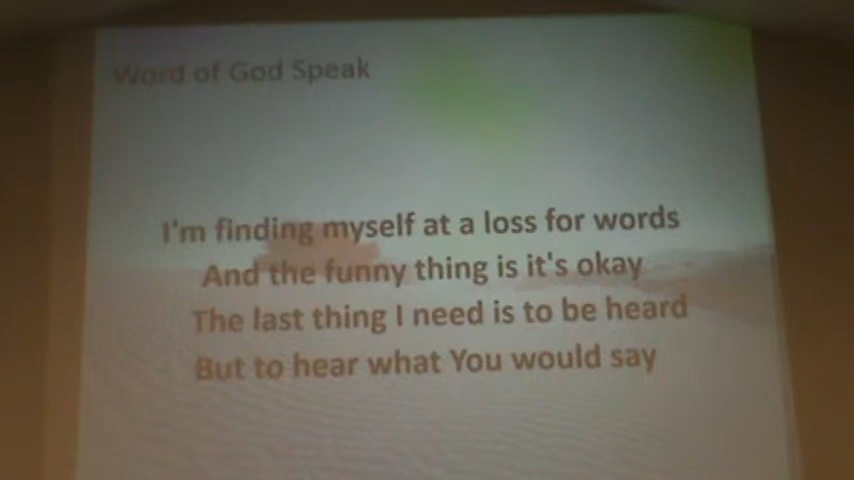 Word of God Speak
I'm finding myself at a loss for words
And the funny thing is it's okay
The last thing I need is to be heard
But to hear what You would say